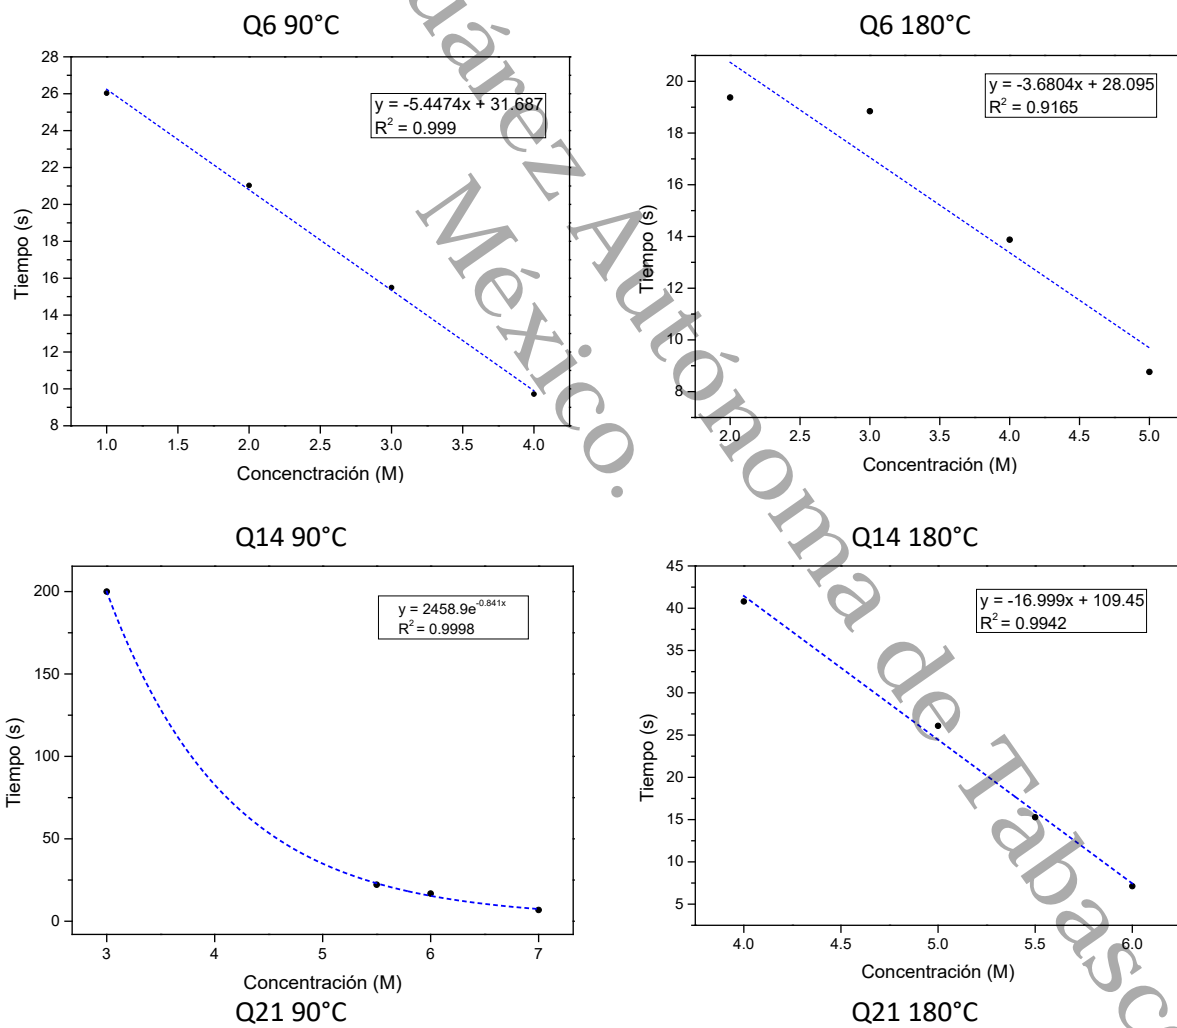 Q6 90°C
Q6 180°C
28
26
24
22
20
18
16
14
12
10
8
Tiempo (s)
y = -5.4474x + 31.687
R² = 0.999
1.0 1.5 2.0 2.5 3.0 3.5 4.0
Concenctración (M)
20
18
16
14
12
10
8
Tiempo (s)
y = -3.6804x + 28.095
R² = 0.9165
2.0 2.5 3.0 3.5 4.0 4.5 5.0
Concentración (M)
Q14 90°C
Q14 180°C
200
150
100
50
0
Tiempo (s)
y = 2458.9e^-0.841x
R² = 0.9998
3 4 5 6 7
Concentración (M)
45
40
35
30
25
20
15
10
5
Tiempo (s)
y = -16.999x + 109.45
R² = 0.9942
4.0 4.5 5.0 5.5 6.0
Concentración (M)
Q21 90°C
Q21 180°C
Autónoma de
México.